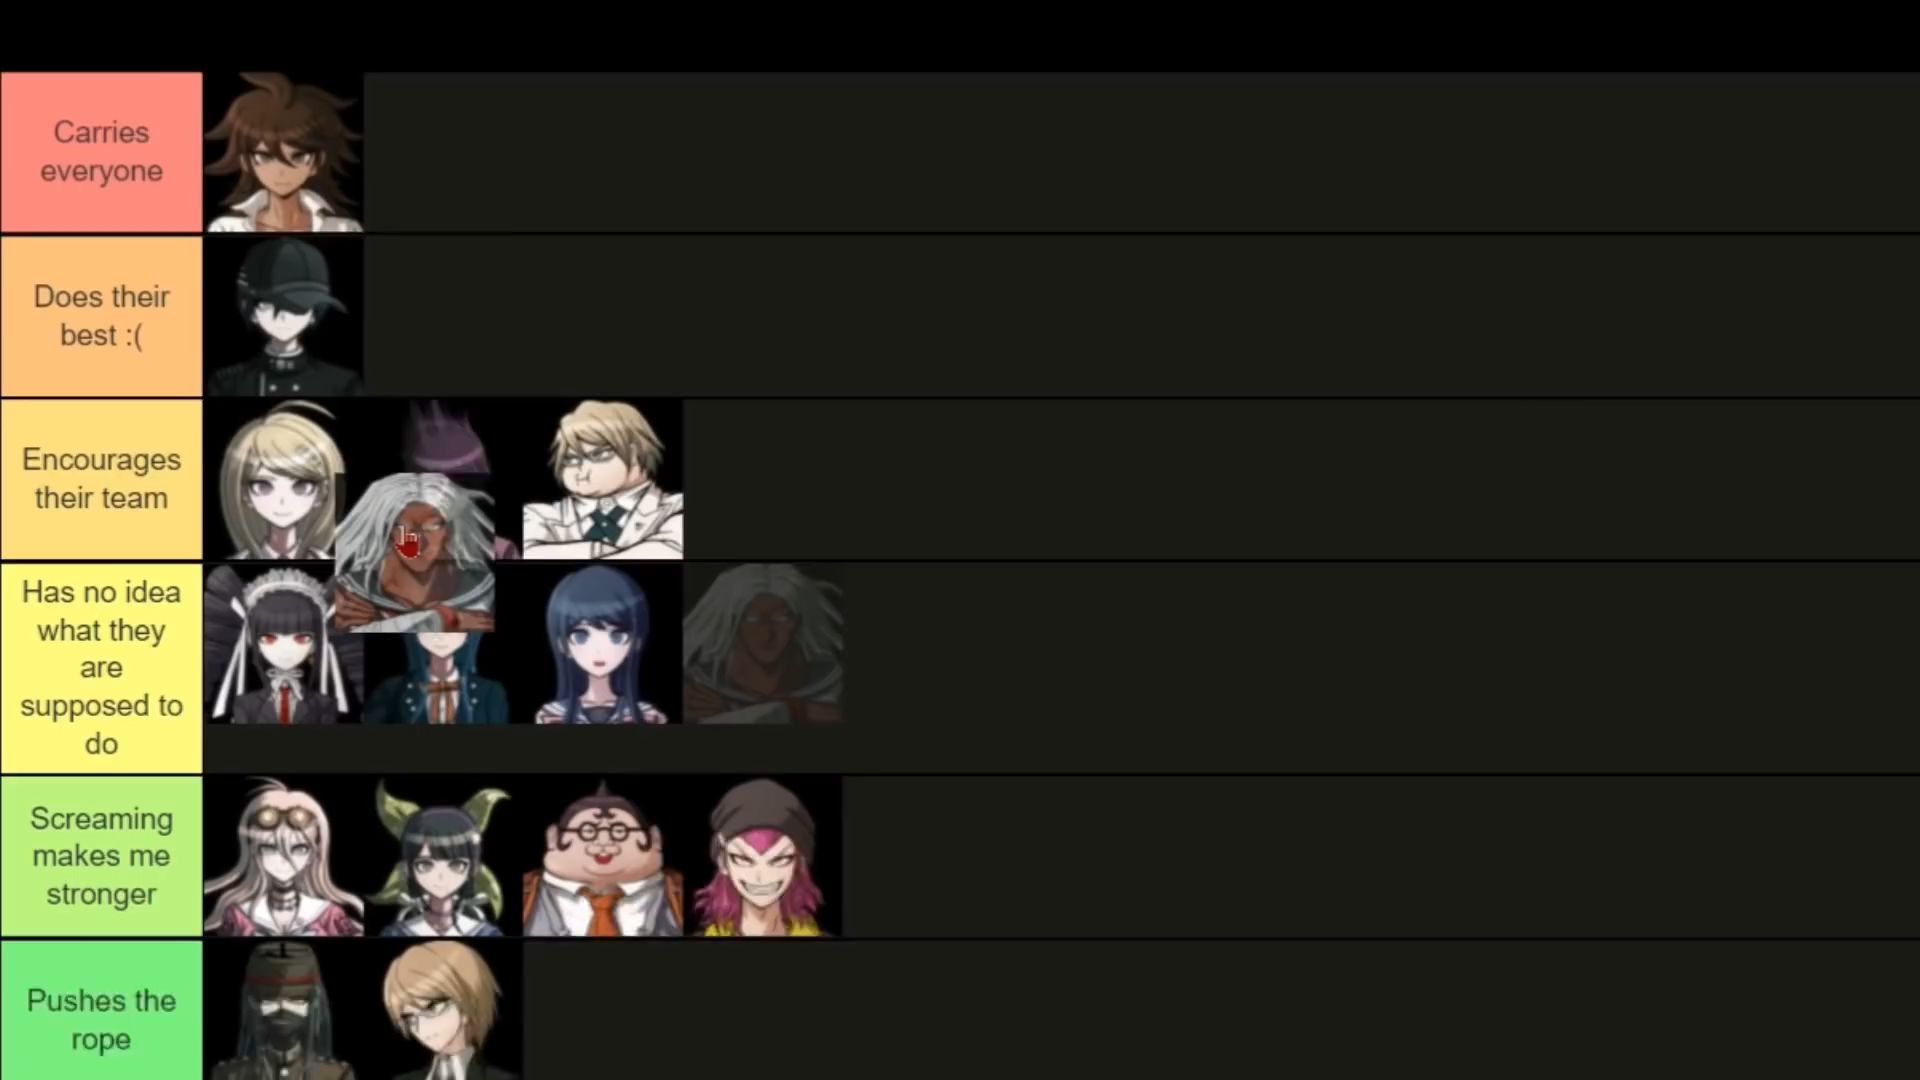 Carries
everyone
Does their
best :(
Encourages
their team
Has no idea
what they
are
supposed to
do
Screaming
makes me
stronger
Pushes the
rope